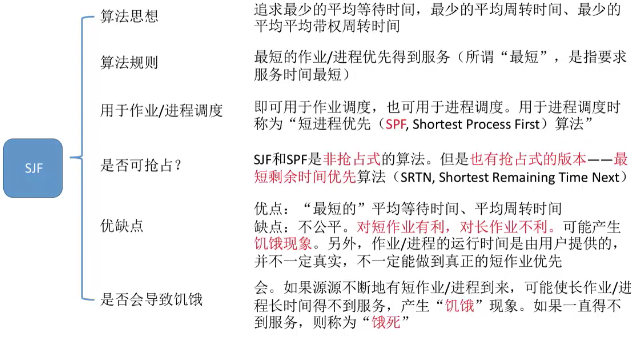 SJF
算法思想
追求最少的平均等待时间，最少的平均周转时间、最少的
平均平均带权周转时间
算法规则
最短的作业/进程优先得到服务（所谓“最短”，是指要求
服务时间最短）
用于作业/进程调度
即可用于作业调度，也可用于进程调度。用于进程调度时
称为“短进程优先（SPF, Shortest Process First）算法”
是否可抢占？
SJF和SPF是非抢占式的算法。但是也有抢占式的版本——最
短剩余时间优先算法（SRTN, Shortest Remaining Time Next）
优缺点
优点：“最短的”平均等待时间、平均周转时间
缺点：不公平。对短作业有利，对长作业不利。可能产生
饥饿现象。另外，作业/进程的运行时间是由用户提供的，
并不一定真实，不一定能做到真正的短作业优先
是否会导致饥饿
会。如果源源不断地有短作业/进程到来，可能使长作业/进
程长时间得不到服务，产生“饥饿”现象。如果一直得不
到服务，则称为“饿死”